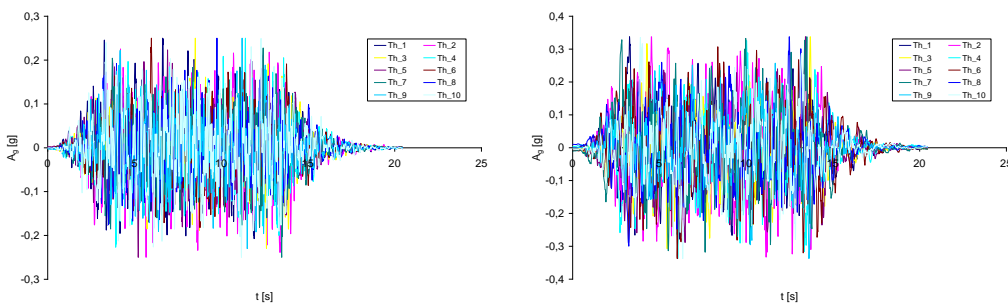 0,3
0,2
0,1
0
-0,1
-0,2
-0,3
A_g [g]
0 5 10 15 20 25
t [s]
Th_1 Th_2
Th_3 Th_4
Th_5 Th_6
Th_7 Th_8
Th_9 Th_10
0,4
0,3
0,2
0,1
0
-0,1
-0,2
-0,3
-0,4
A_g [g]
0 5 10 15 20 25
t [s]
Th_1 Th_2
Th_3 Th_4
Th_5 Th_6
Th_7 Th_8
Th_9 Th_10